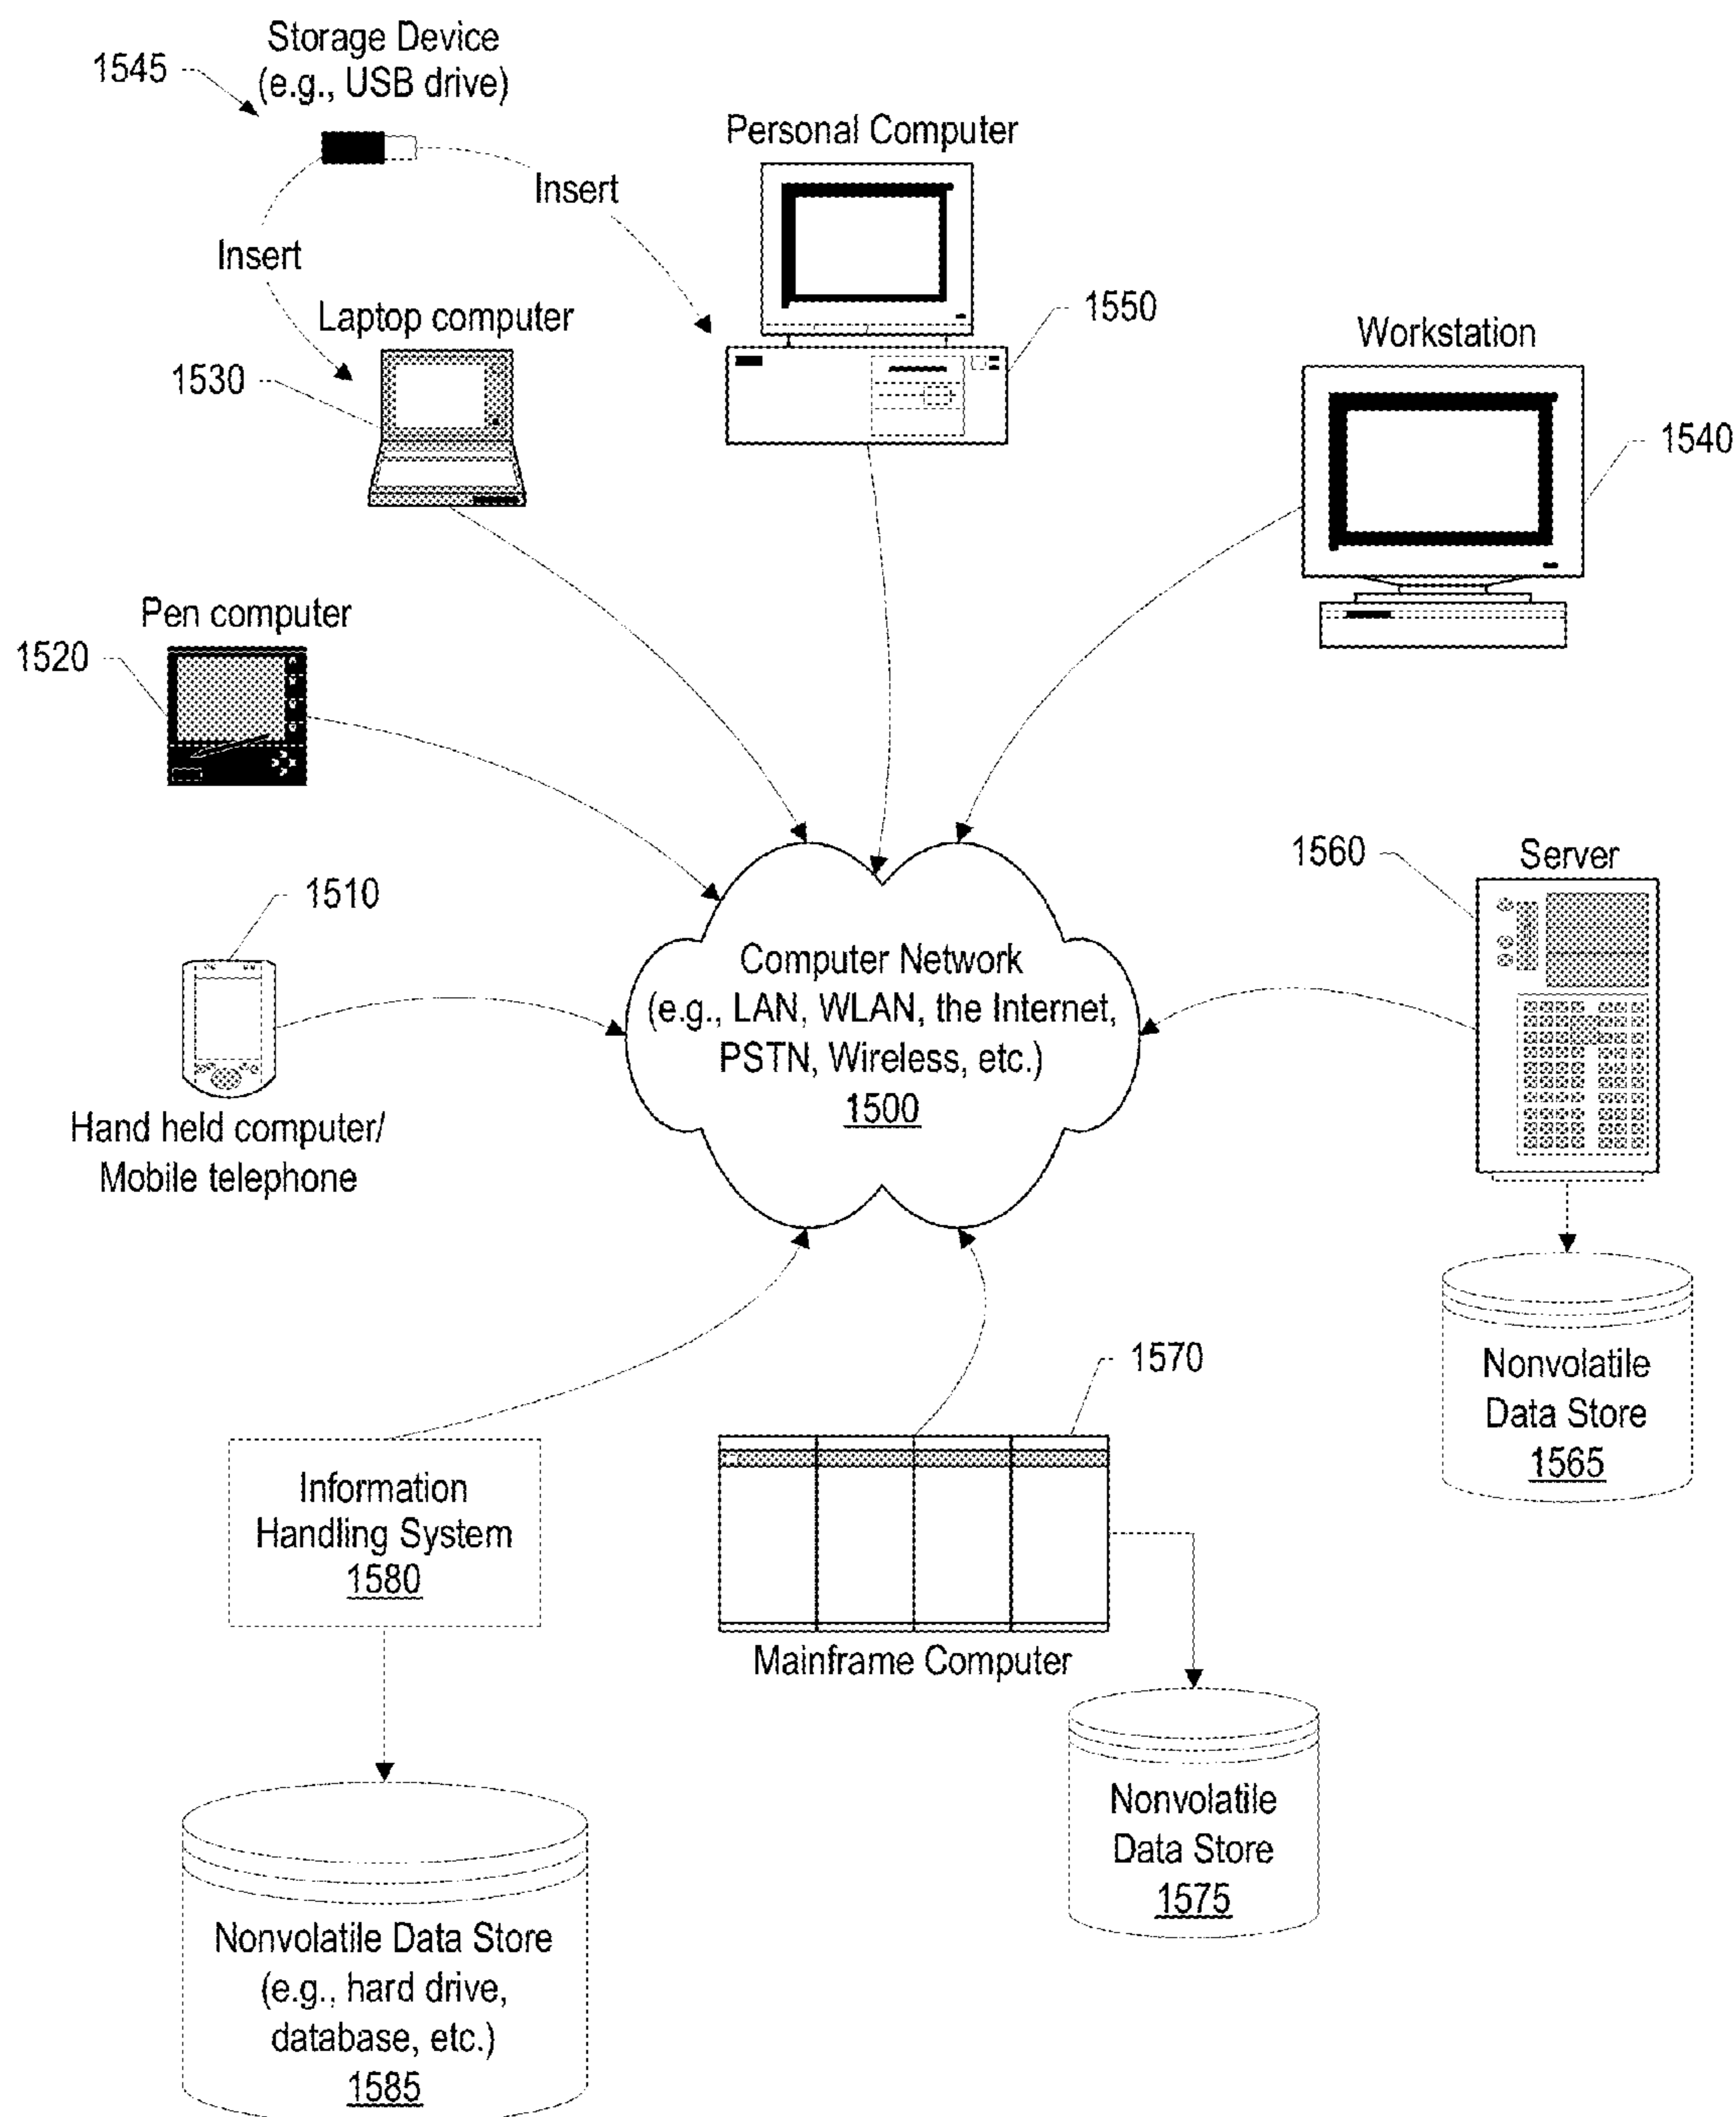 Storage Device
(e.g., USB drive)
1545
Insert
Insert
Personal Computer
1550
Laptop computer
1530
Workstation
1540
Pen computer
1520
1510
Hand held computer/
Mobile telephone
Computer Network
(e.g., LAN, WLAN, the Internet,
PSTN, Wireless, etc.)
1500
1560
Server
Nonvolatile
Data Store
1565
1570
Mainframe Computer
Nonvolatile
Data Store
1575
Information
Handling System
1580
Nonvolatile Data Store
(e.g., hard drive,
database, etc.)
1585